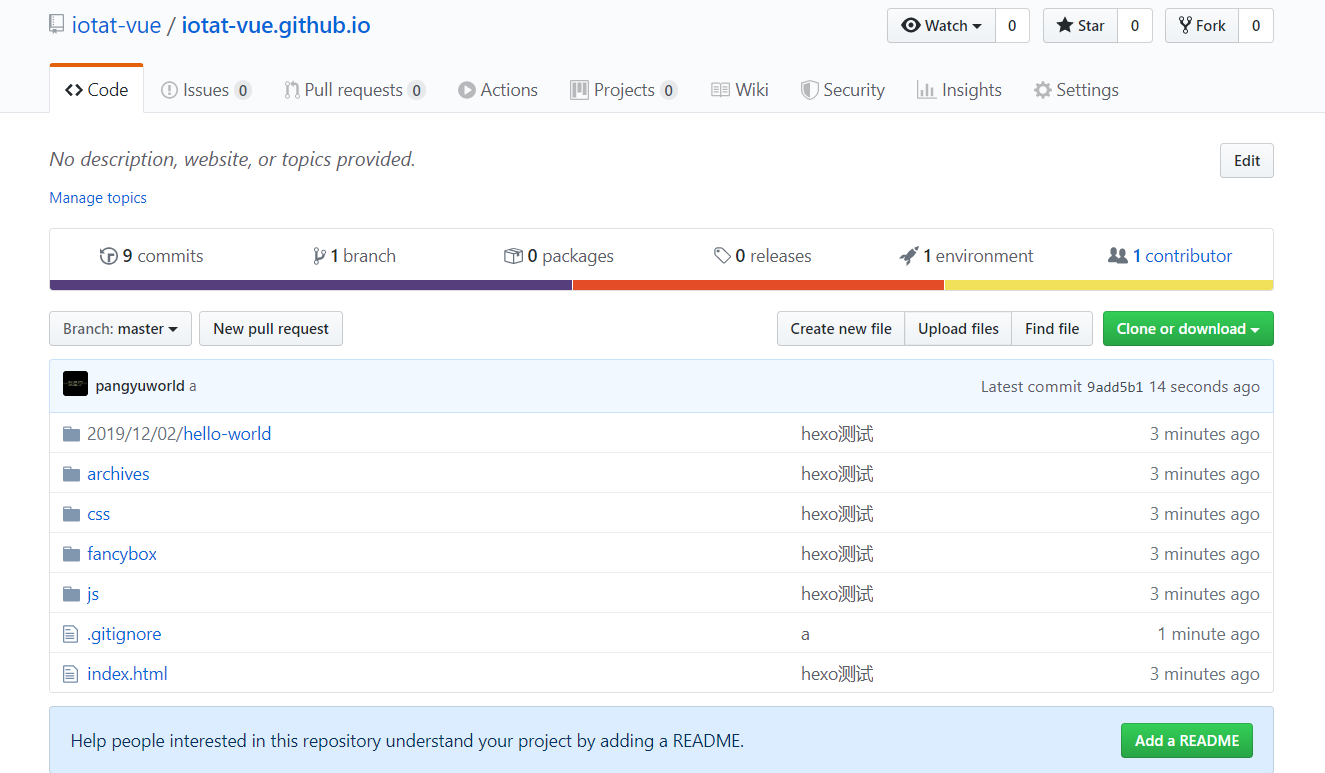 iotat-vue / iotat-vue.github.io Watch 0 Star 0 Fork 0
Code Issues 0 Pull requests 0 Actions Projects 0 Wiki Security Insights Settings
No description, website, or topics provided. Edit
Manage topics
9 commits 1 branch 0 packages 0 releases 1 environment 1 contributor
Branch: master New pull request Create new file Upload files Find file Clone or download
pangyuworld a Latest commit 9add5b1 14 seconds ago
2019/12/02/hello-world hexo测试 3 minutes ago
archives hexo测试 3 minutes ago
css hexo测试 3 minutes ago
fancybox hexo测试 3 minutes ago
js hexo测试 3 minutes ago
.gitignore a 1 minute ago
index.html hexo测试 3 minutes ago
Help people interested in this repository understand your project by adding a README. Add a README